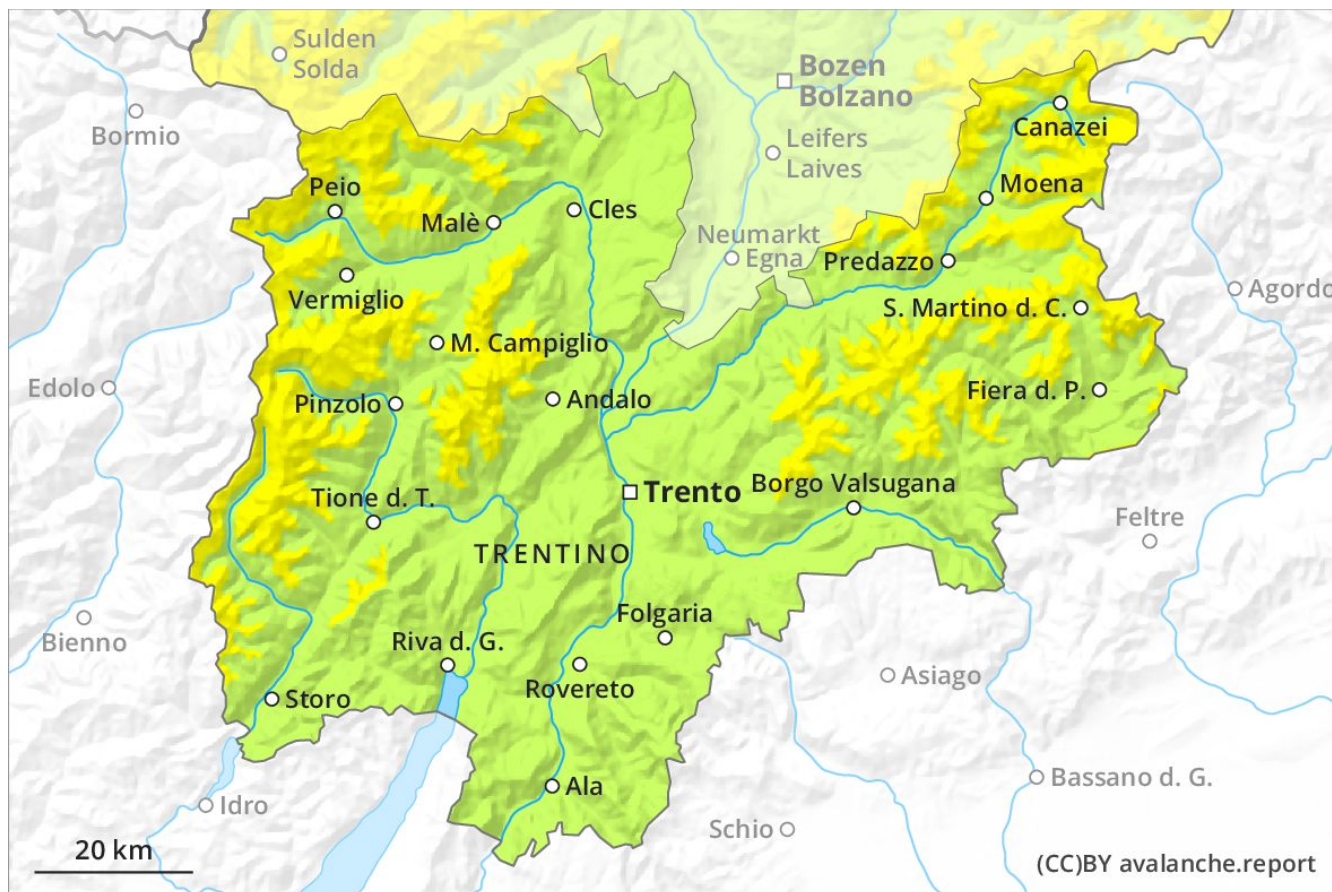 Sulden
Solda
Bormio
Bozen
Bolzano
Leifers
Laives
Canazei
Peio
Malè
Cles
Moena
Neumarkt
Egna
Predazzo
Vermiglio
S. Martino d. C.
Agordo
M. Campiglio
Edolo
Pinzolo
Andalo
Fiera d. P.
Trento
Borgo Valsugana
Tione d. T.
Feltre
TRENTINO
Bienno
Folgaria
Riva d. G.
Rovereto
Asiago
Storo
Ala
Bassano d. G.
Idro
Schio
20 km
(CC)BY avalanche.report